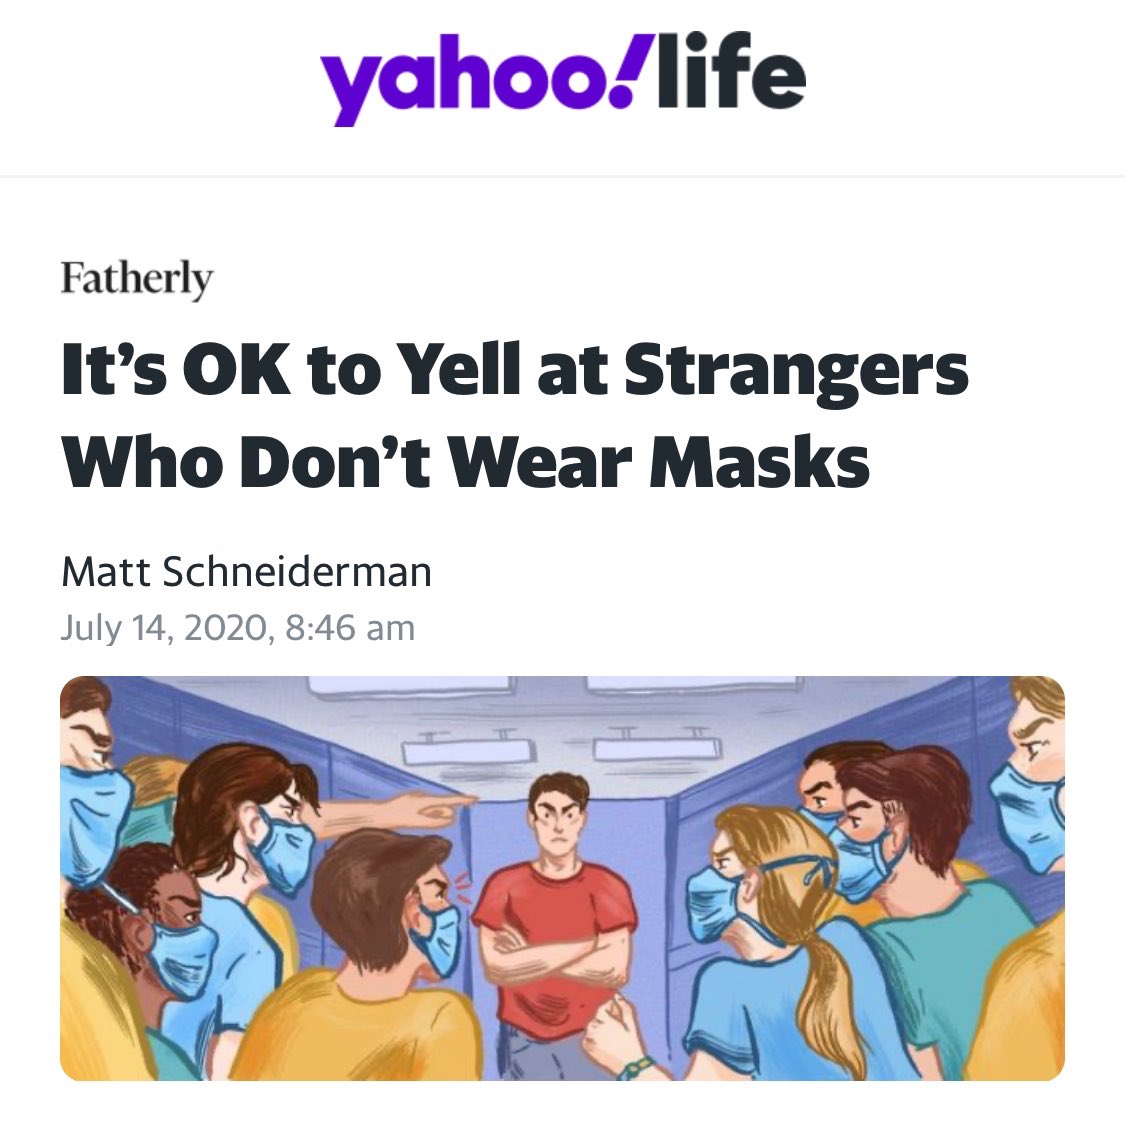 yahoo!life
Fatherly
It’s OK to Yell at Strangers
Who Don’t Wear Masks
Matt Schneiderman
July 14, 2020, 8:46 am